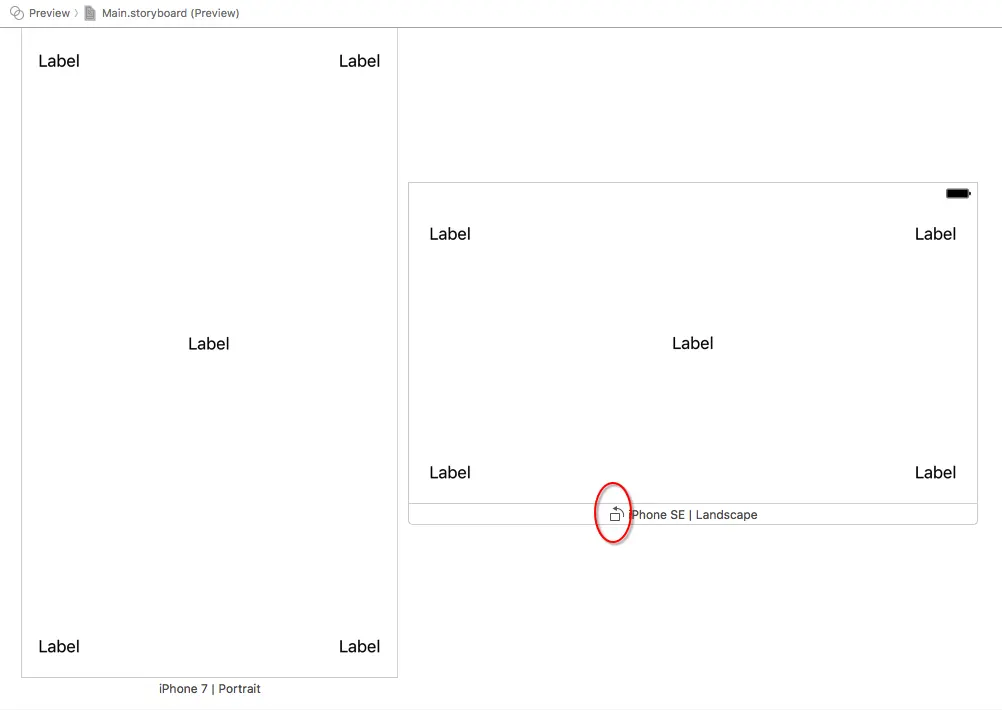 Preview 〉 Main.storyboard (Preview)
Label Label
Label
Label Label
iPhone 7 | Portrait
Label Label
Label
Label Label
iPhone SE | Landscape